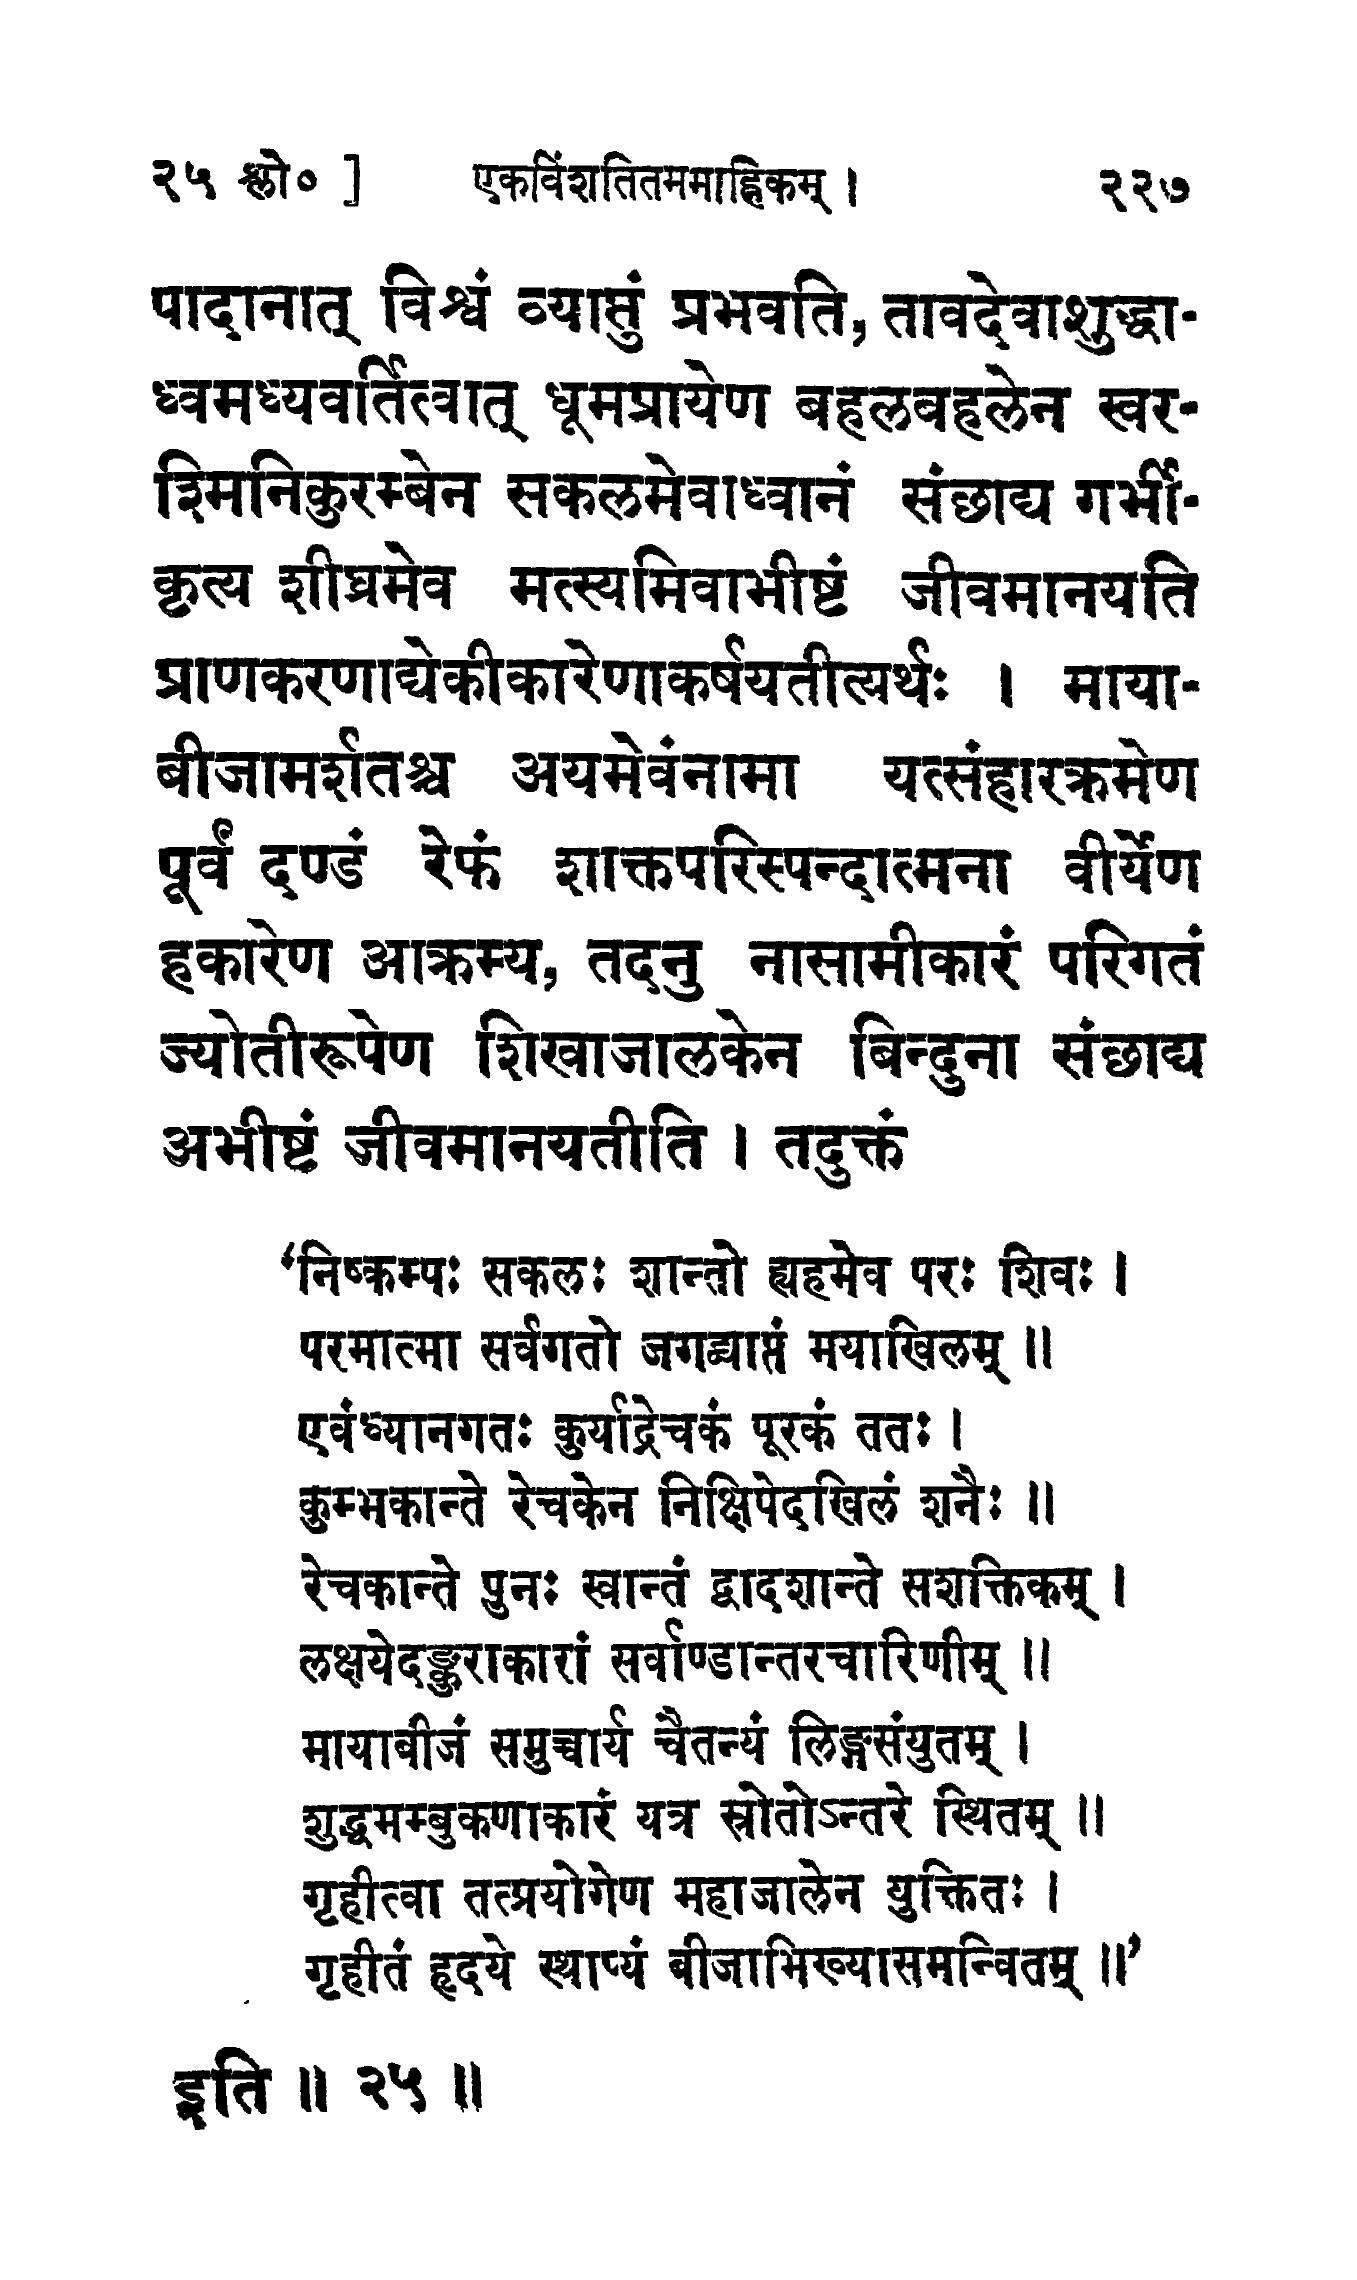 २५ श्लो० ] एकविंशतितममाह्निकम् । २२७
पादानात् विश्वं व्याप्तुं प्रभवति, तावदेवाशुद्धा-
ध्वमध्यवर्तित्वात् धूमप्रायेण बहलबहलेन स्वर-
श्मिनिकुरम्बेन सकलमेवाध्वानं संछाद्य गर्भी-
कृत्य शीघ्रमेव मत्स्यमिवाभीष्टं जीवमानयति
प्राणकरणाद्येकीकारेणाकर्षयतीत्यर्थः । माया-
बीजामर्शतश्च अयमेवंनामा यत्संहारक्रमेण
पूर्वं दण्डं रेफं शाक्तपरिस्पन्दात्मना वीर्येण
हकारेण आक्रम्य, तदनु नासामीकारं परिगतं
ज्योतीरूपेण शिखाजालकेन बिन्दुना संछाद्य
अभीष्टं जीवमानयतीति । तदुक्तं
‘निष्कम्पः सकलः शान्तो ह्यहमेव परः शिवः ।
परमात्मा सर्वगतो जगद्व्याप्तं मयाखिलम् ॥
एवंध्यानगतः कुर्याद्रेचकं पूरकं ततः ।
कुम्भकान्ते रेचकेन निक्षिपेदखिलं शनैः ॥
रेचकान्ते पुनः स्वान्तं द्वादशान्ते सशक्तिकम् ।
लक्षयेदङ्कुराकारां सर्वाण्डान्तरचारिणीम् ॥
मायाबीजं समुच्चार्य चैतन्यं लिङ्गसंयुतम् ।
शुद्धमम्बुकणाकारं यत्र स्रोतोऽन्तरे स्थितम् ॥
गृहीत्वा तत्प्रयोगेण महाजालेन युक्तितः ।
गृहीतं हृदये स्थाप्यं बीजाभिख्यासमन्वितम् ॥’
इति ॥ २५ ॥